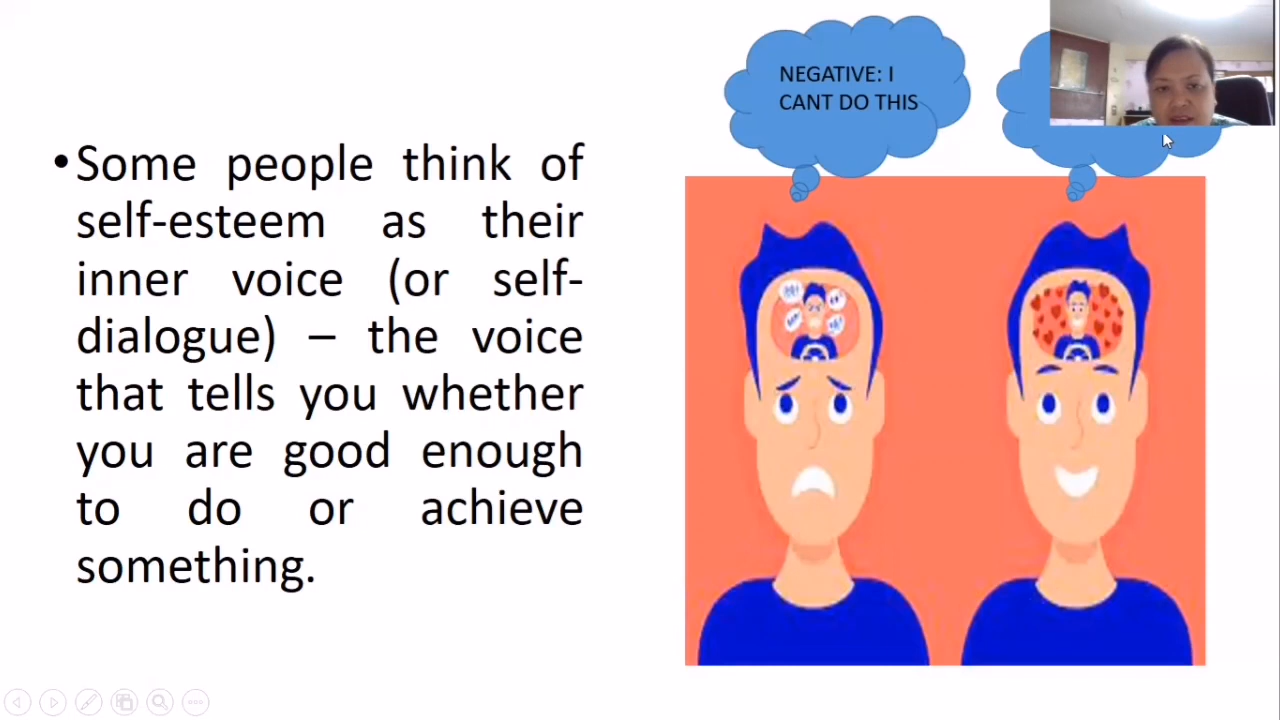 •Some people think of
self-esteem as their
inner voice (or self-
dialogue) – the voice
that tells you whether
you are good enough
to do or achieve
something.
NEGATIVE: I
CANT DO THIS